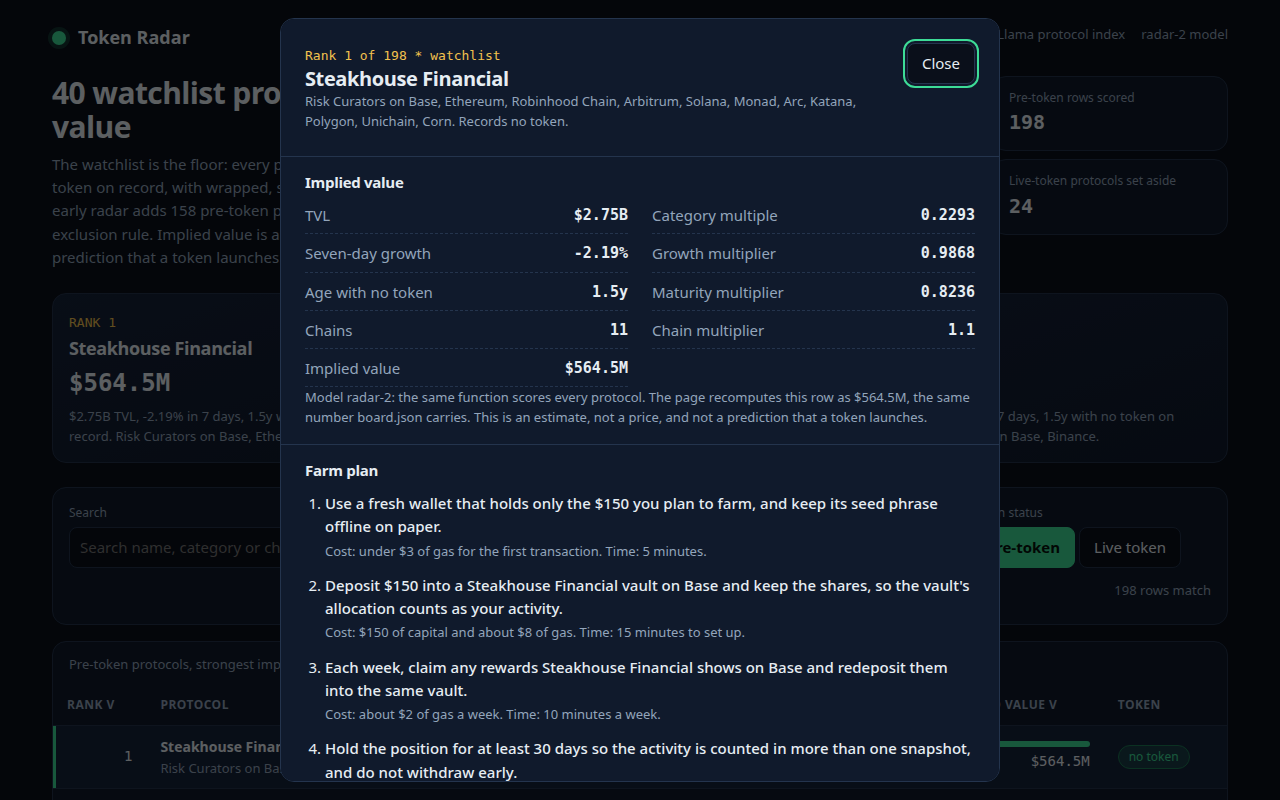 Token Radar
Llama protocol index
radar-2 model
40 watchlist pro
value
The watchlist is the floor: every p
token on record, with wrapped, s
early radar adds 158 pre-token p
exclusion rule. Implied value is a
prediction that a token launches
Pre-token rows scored
198
Live-token protocols set aside
24
RANK 1
Steakhouse Financial
$564.5M
$2.75B TVL, -2.19% in 7 days, 1.5y w
record. Risk Curators on Base, Ethe
7 days, 1.5y with no token on
n Base, Binance.
Search
Search name, category or ch
n status
re-token
Live token
198 rows match
Pre-token protocols, strongest imp
RANK V
PROTOCOL
VALUE V
TOKEN
1
Steakhouse Finan
Risk Curators on Ba
$564.5M
no token
Rank 1 of 198 * watchlist
Steakhouse Financial
Close
Risk Curators on Base, Ethereum, Robinhood Chain, Arbitrum, Solana, Monad, Arc, Katana,
Polygon, Unichain, Corn. Records no token.
Implied value
TVL $2.75B
Category multiple 0.2293
Seven-day growth -2.19%
Growth multiplier 0.9868
Age with no token 1.5y
Maturity multiplier 0.8236
Chains 11
Chain multiplier 1.1
Implied value $564.5M
Model radar-2: the same function scores every protocol. The page recomputes this row as $564.5M, the same
number board.json carries. This is an estimate, not a price, and not a prediction that a token launches.
Farm plan
1. Use a fresh wallet that holds only the $150 you plan to farm, and keep its seed phrase
offline on paper.
Cost: under $3 of gas for the first transaction. Time: 5 minutes.
2. Deposit $150 into a Steakhouse Financial vault on Base and keep the shares, so the vault's
allocation counts as your activity.
Cost: $150 of capital and about $8 of gas. Time: 15 minutes to set up.
3. Each week, claim any rewards Steakhouse Financial shows on Base and redeposit them
into the same vault.
Cost: about $2 of gas a week. Time: 10 minutes a week.
4. Hold the position for at least 30 days so the activity is counted in more than one snapshot,
and do not withdraw early.